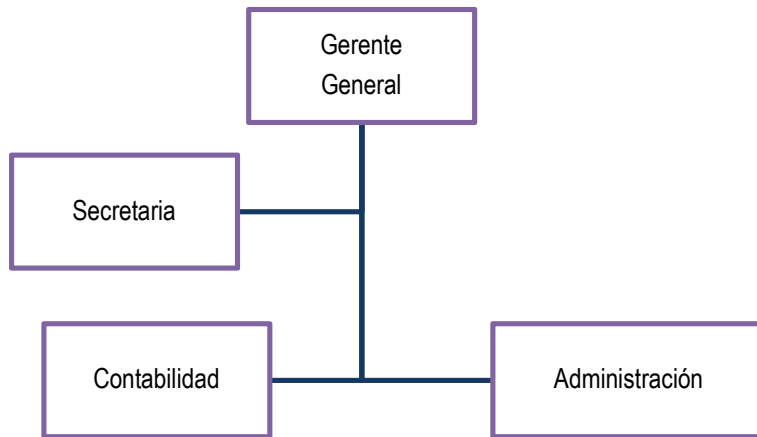 Gerente
General
Secretaria
Contabilidad
Administración